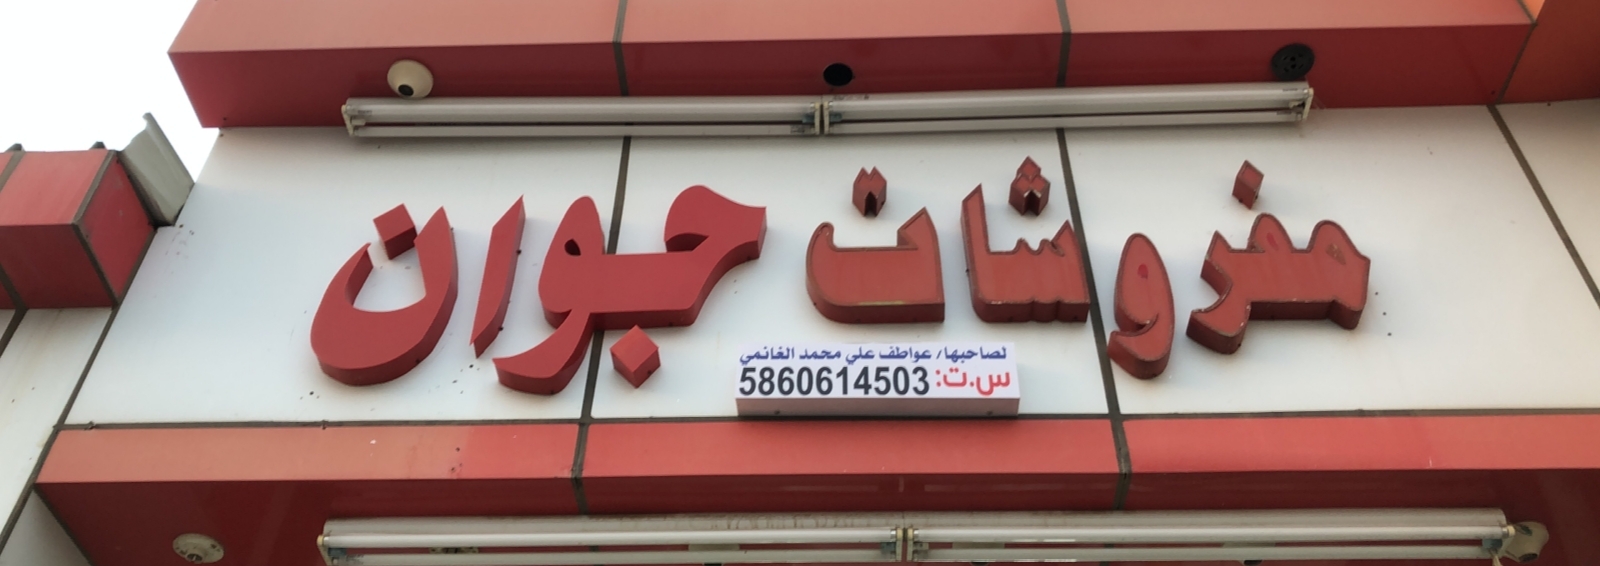 مفروشات جوان
لصاحبها/ عواطف علي محمد الغانمي
س.ت: 5860614503